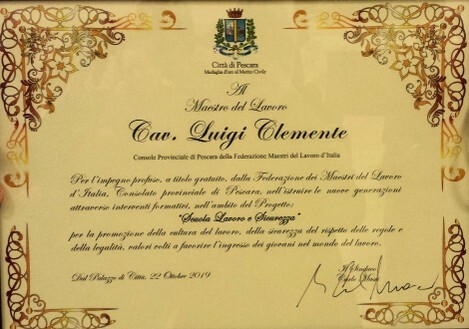 Città di Pescara
Medaglia d'oro al Merito Civile
Al
Maestro del Lavoro
Cav. Luigi Clemente
Console Provinciale di Pescara della Federazione Maestri del Lavoro d'Italia
Per l'impegno profuso, a titolo gratuito, dalla Federazione dei Maestri del Lavoro
d'Italia, Consolato provinciale di Pescara, nell'istruire le nuove generazioni
attraverso interventi formativi, nell'ambito del Progetto:
"Scuola Lavoro e Sicurezza"
per la promozione della cultura del lavoro, della sicurezza del rispetto delle regole e
della legalità, valori volti a favorire l'ingresso dei giovani nel mondo del lavoro.
Dal Palazzo di Città, 22 Ottobre 2019
Il Sindaco
Carlo Masci